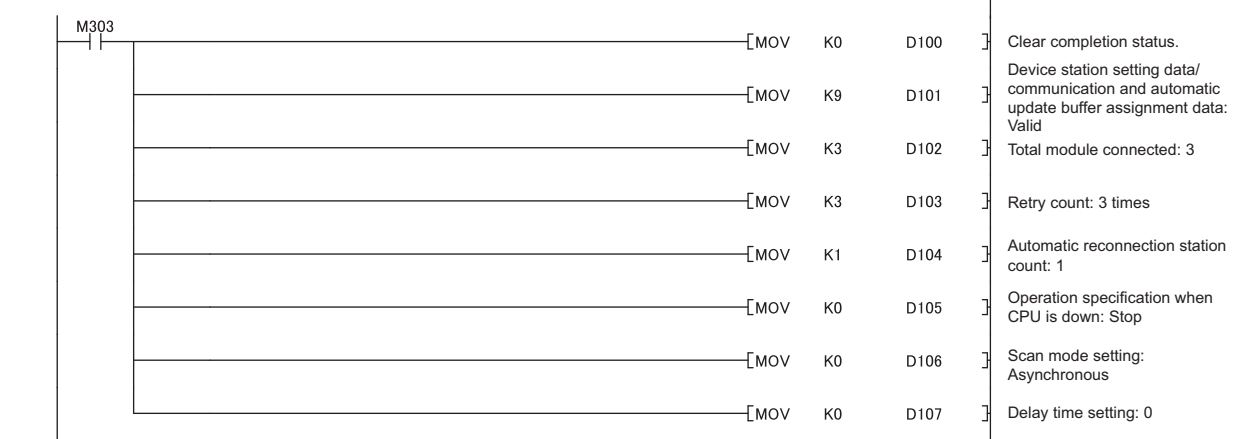 M303
[MOV K0 D100 ] Clear completion status.
Device station setting data/
communication and automatic
[MOV K9 D101 ] update buffer assignment data:
Valid
[MOV K3 D102 ] Total module connected: 3
[MOV K3 D103 ] Retry count: 3 times
[MOV K1 D104 ] Automatic reconnection station
count: 1
[MOV K0 D105 ] Operation specification when
CPU is down: Stop
[MOV K0 D106 ] Scan mode setting:
Asynchronous
[MOV K0 D107 ] Delay time setting: 0